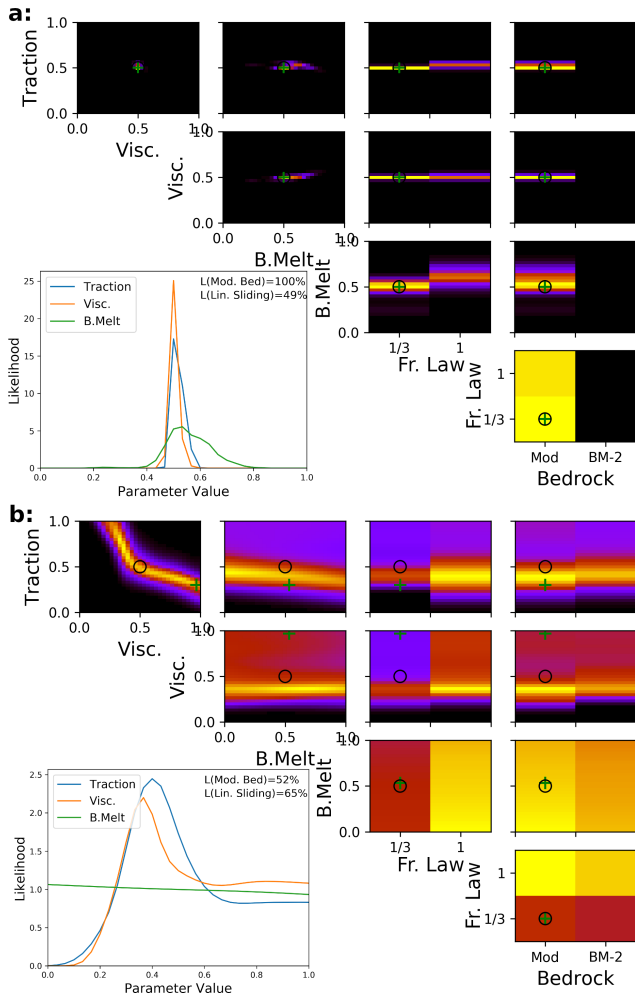 a:
Traction
1.0
0.5
0.0
0.0
0.5
1.0
Visc.
Visc.
1.0
0.5
0.0
0.0
0.5
1.0
B.Melt
B.Melt
1.0
0.5
0.0
1/3
1
Fr. Law
Fr. Law
1
1/3
Mod
BM-2
Bedrock
Traction
Visc.
B.Melt
L(Mod. Bed)=100%
L(Lin. Sliding)=49%
Likelihood
25
20
15
10
5
0
0.0
0.2
0.4
0.6
0.8
1.0
Parameter Value
b:
Traction
1.0
0.5
0.0
0.0
0.5
1.0
Visc.
Visc.
1.0
0.5
0.0
0.0
0.5
1.0
B.Melt
B.Melt
1.0
0.5
0.0
1/3
1
Fr. Law
Fr. Law
1
1/3
Mod
BM-2
Bedrock
Traction
Visc.
B.Melt
L(Mod. Bed)=52%
L(Lin. Sliding)=65%
Likelihood
2.5
2.0
1.5
1.0
0.5
0.0
0.0
0.2
0.4
0.6
0.8
1.0
Parameter Value